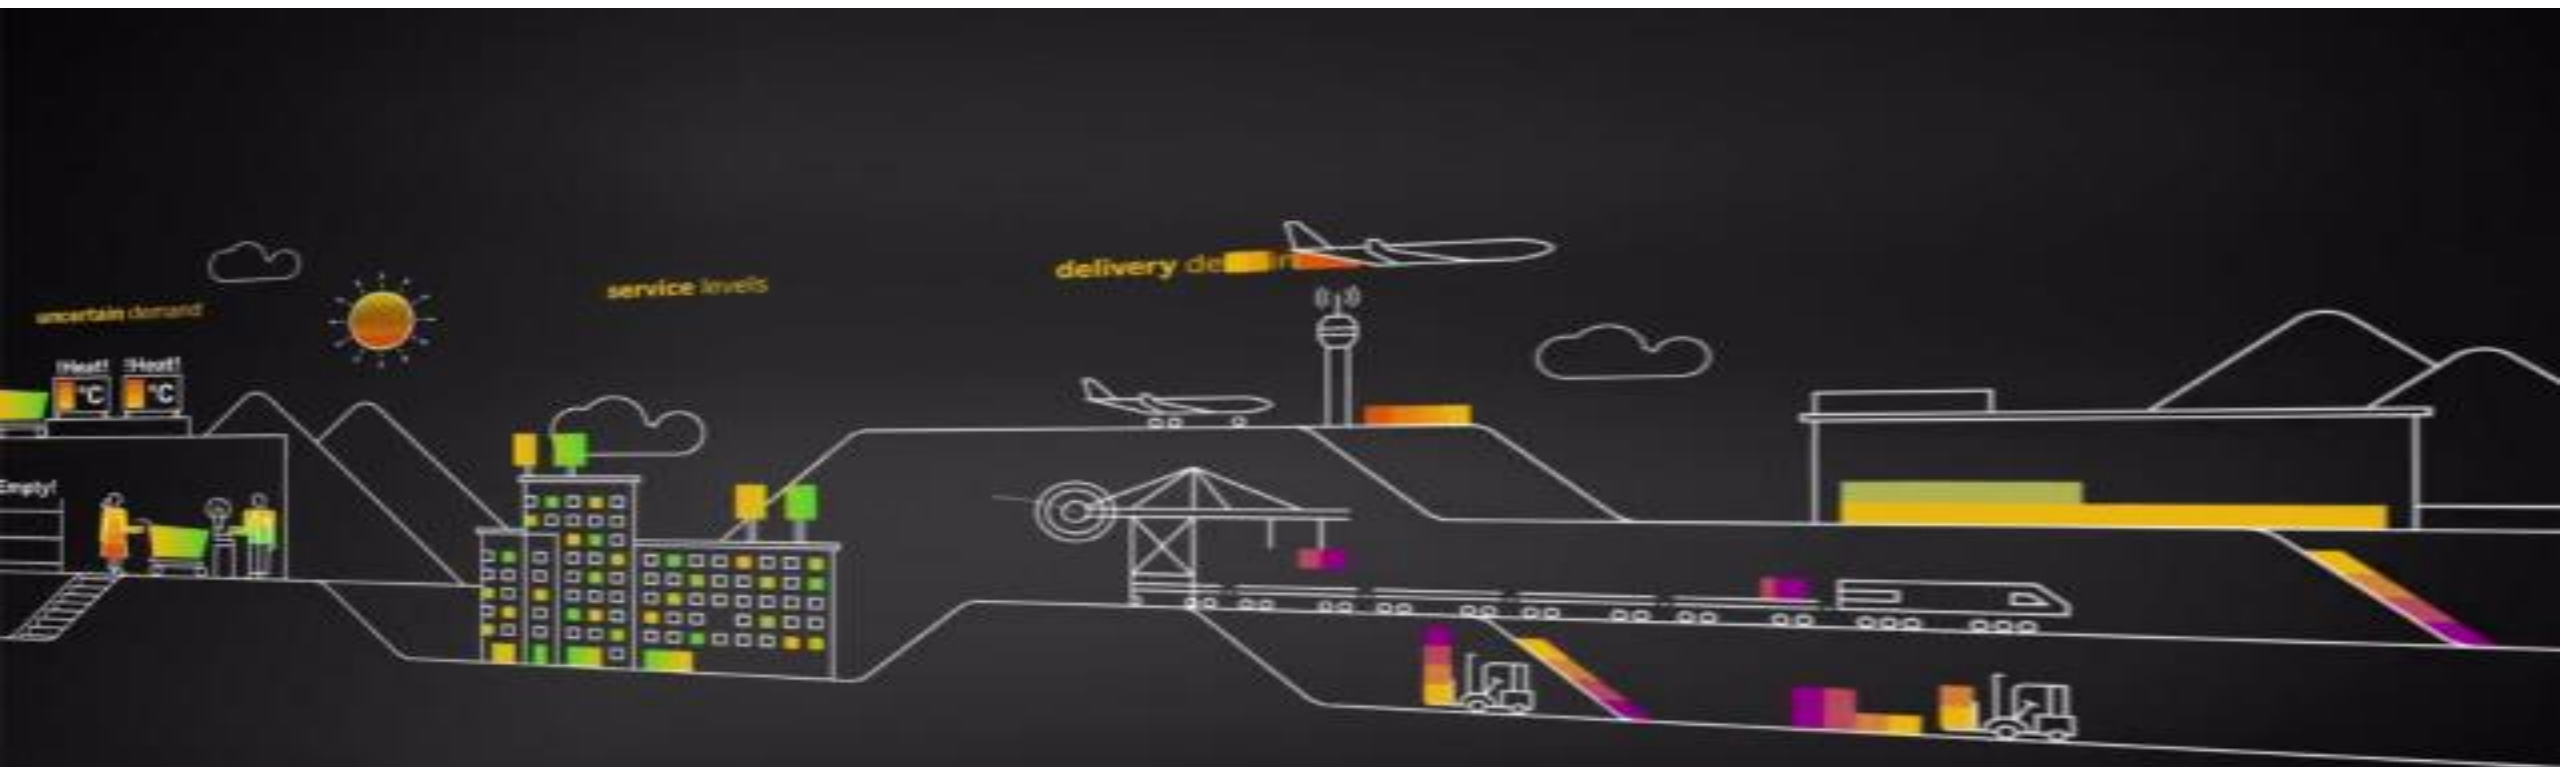 uncertain demand
service levels
delivery
!Heat! !Heat!
°C °C
Empty!